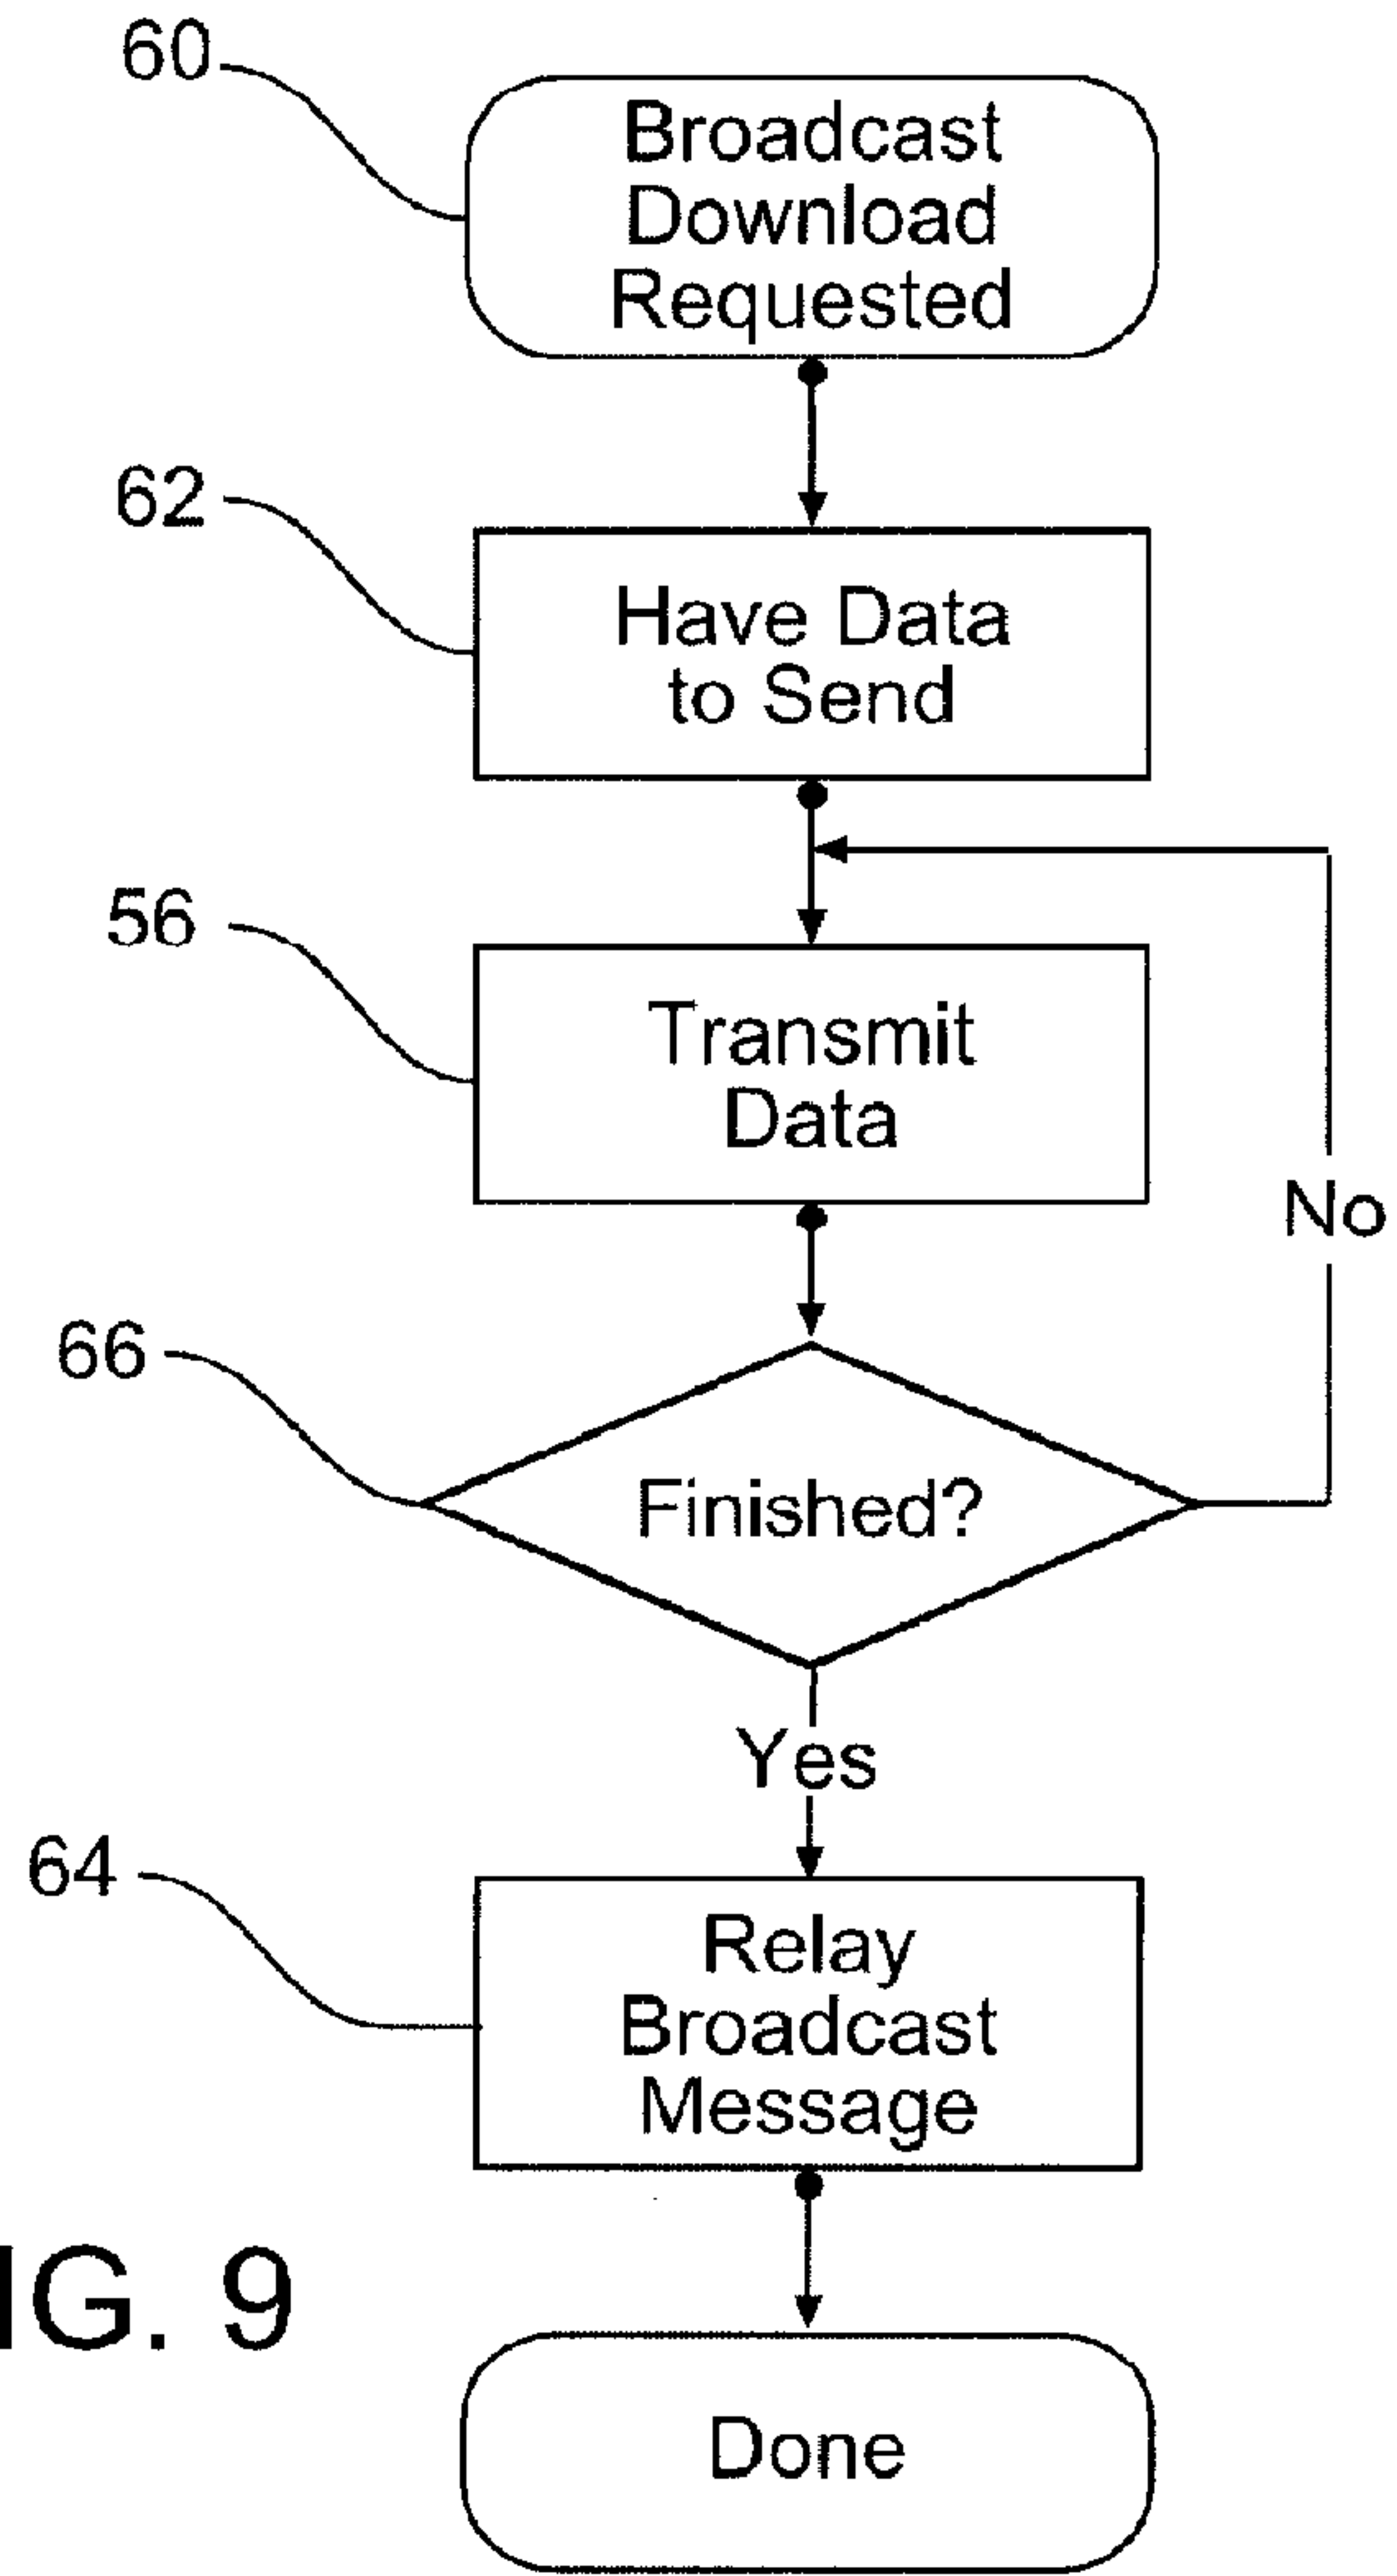 60
Broadcast
Download
Requested
62
Have Data
to Send
56
Transmit
Data
No
66
Finished?
Yes
64
Relay
Broadcast
Message
IG. 9
Done